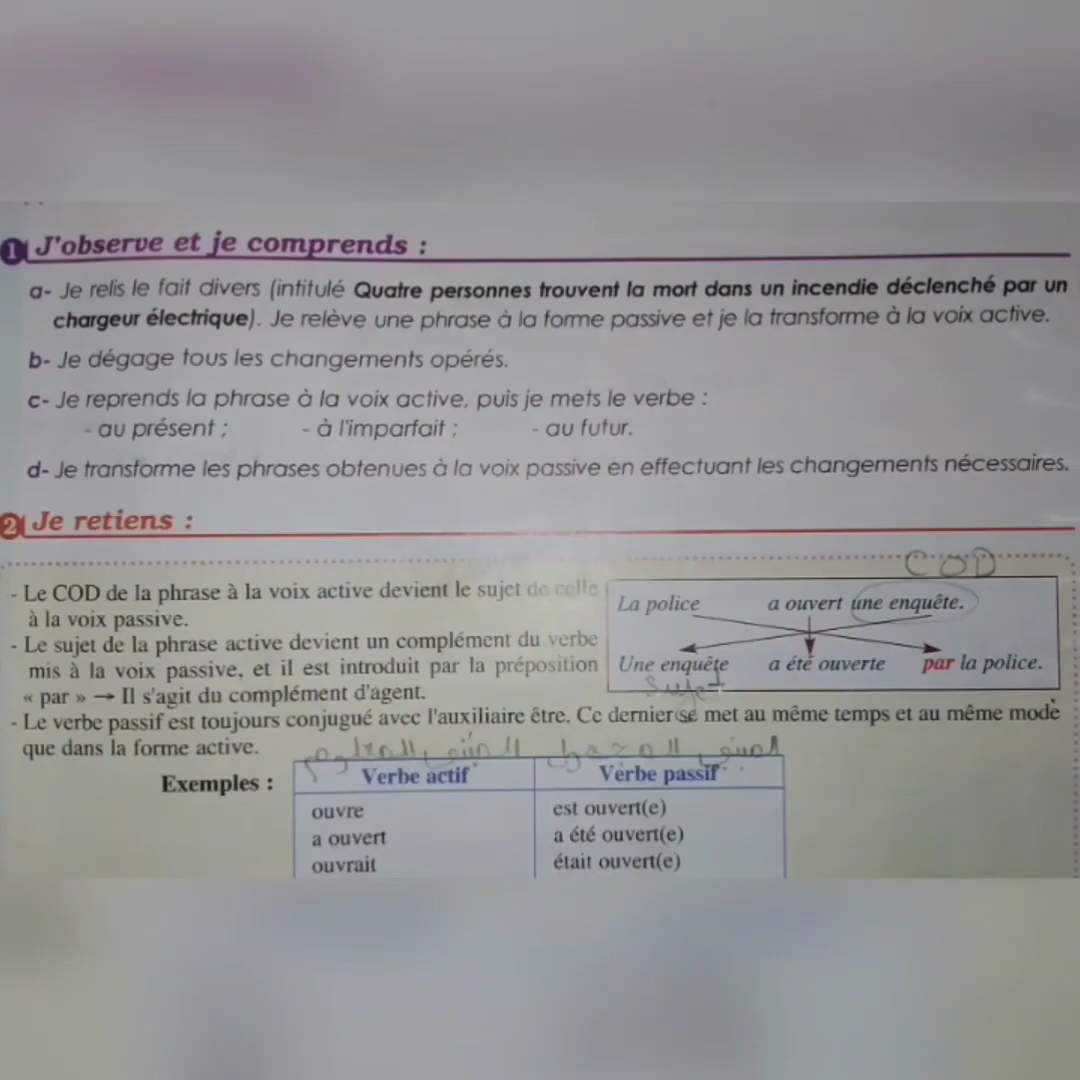 1 J'observe et je comprends :
a- Je relis le fait divers (intitulé Quatre personnes trouvent la mort dans un incendie déclenché par un
chargeur électrique). Je relève une phrase à la forme passive et je la transforme à la voix active.
b- Je dégage tous les changements opérés.
c- Je reprends la phrase à la voix active, puis je mets le verbe :
- au présent ; - à l'imparfait ; - au futur.
d- Je transforme les phrases obtenues à la voix passive en effectuant les changements nécessaires.
2 Je retiens :
- Le COD de la phrase à la voix active devient le sujet de celle
à la voix passive.
- Le sujet de la phrase active devient un complément du verbe
mis à la voix passive, et il est introduit par la préposition
« par » → Il s'agit du complément d'agent.
COD
La police a ouvert une enquête.
Une enquête a été ouverte par la police.
Sujet
- Le verbe passif est toujours conjugué avec l'auxiliaire être. Ce dernier se met au même temps et au même mode
que dans la forme active.
المبني المعلوم المبني المجهول
Exemples :
Verbe actif Verbe passif
ouvre est ouvert(e)
a ouvert a été ouvert(e)
ouvrait était ouvert(e)